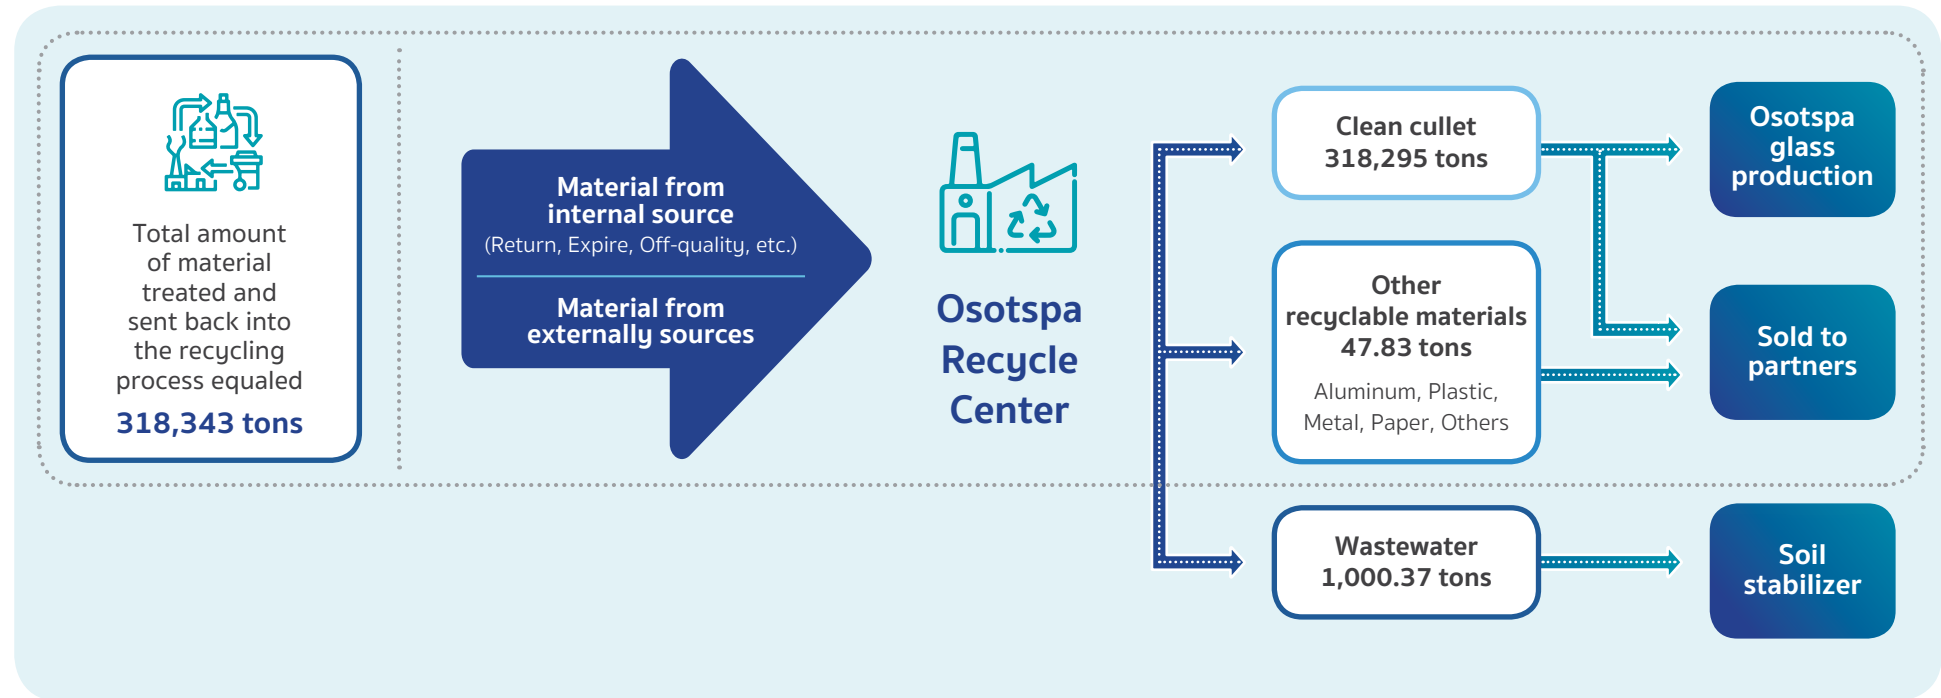 Total amount
of material
treated and
sent back into
the recycling
process equaled
318,343 tons
Material from
internal source
(Return, Expire, Off-quality, etc.)
Material from
externally sources
Osotspa
Recycle
Center
Clean cullet
318,295 tons
Other
recyclable materials
47.83 tons
Aluminum, Plastic,
Metal, Paper, Others
Wastewater
1,000.37 tons
Osotspa
glass
production
Sold to
partners
Soil
stabilizer